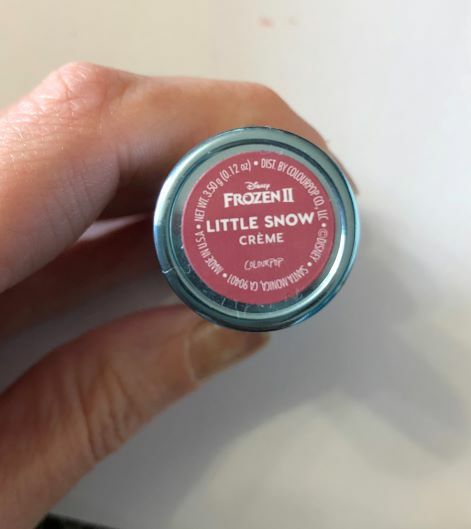 Disney
FROZEN II
LITTLE SNOW
CRÈME
COLOURPOP
MADE IN U.S.A • NET WT. 3.50 g (0.12 oz) • DIST. BY COLOURPOP CO., LLC • ©DISNEY • SANTA MONICA, CA 90401 •